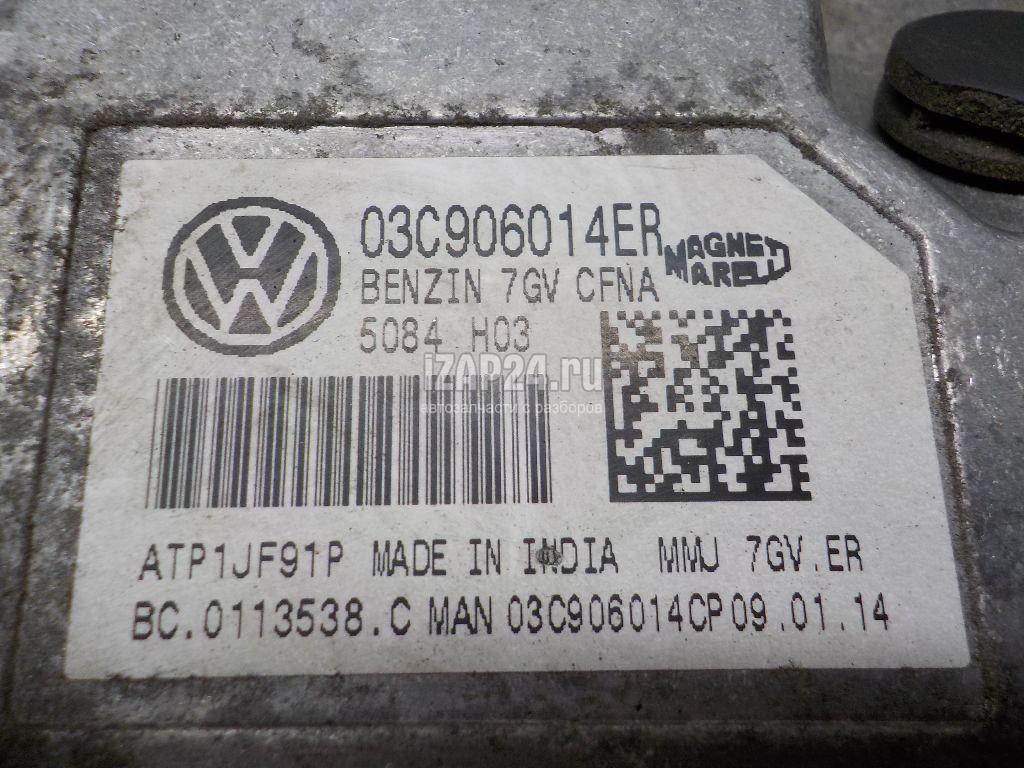 03C906014ER
MAGNETI
MARELLI
BENZIN 7GV CFNA
5084 H03
iZAP24.ru
автозапчасти с разборов
ATP1JF91P MADE IN INDIA MMJ 7GV.ER
BC.0113538.C MAN 03C906014CP 09.01.14